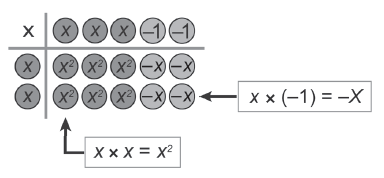 x x x x -1 -1
x x² x² x² -x -x
x x² x² x² -x -x
x × (-1) = -X
x × x = x²